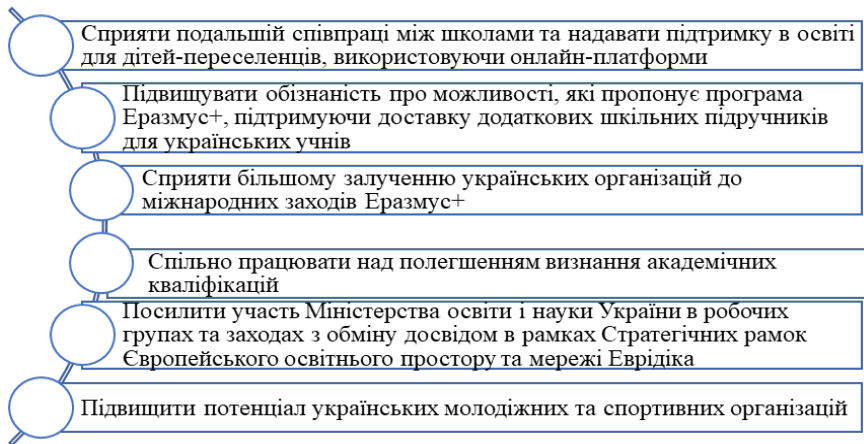 Сприяти подальшій співпраці між школами та надавати підтримку в освіті
для дітей-переселенців, використовуючи онлайн-платформи
Підвищувати обізнаність про можливості, які пропонує програма
Еразмус+, підтримуючи доставку додаткових шкільних підручників
для українських учнів
Сприяти більшому залученню українських організацій до
міжнародних заходів Еразмус+
Спільно працювати над полегшенням визнання академічних
кваліфікацій
Посилити участь Міністерства освіти і науки України в робочих
групах та заходах з обміну досвідом в рамках Стратегічних рамок
Європейського освітнього простору та мережі Еврідіка
Підвищити потенціал українських молодіжних та спортивних організацій